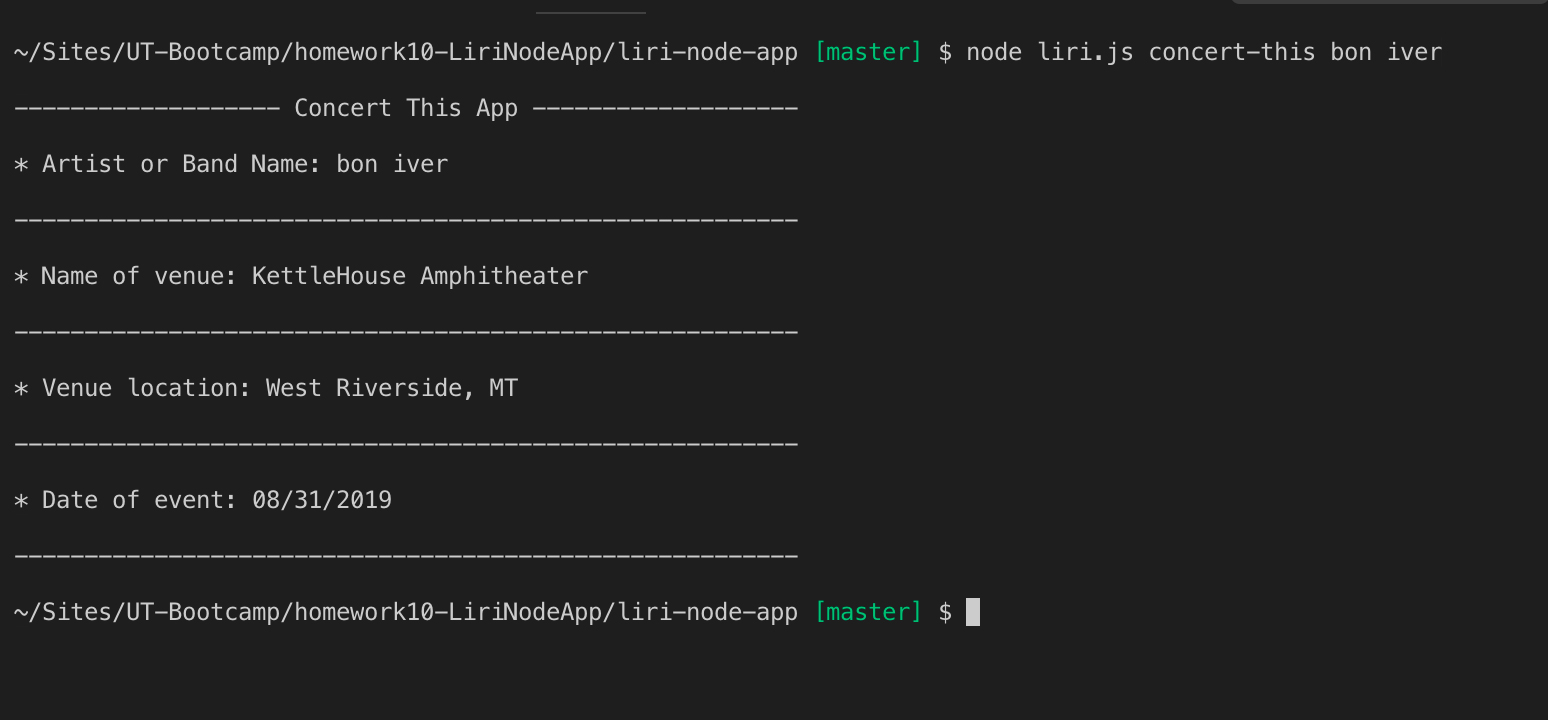 ~/Sites/UT-Bootcamp/homework10-LiriNodeApp/liri-node-app [master] $ node liri.js concert-this bon iver
------------------- Concert This App -------------------
* Artist or Band Name: bon iver
--------------------------------------------------------
* Name of venue: KettleHouse Amphitheater
--------------------------------------------------------
* Venue location: West Riverside, MT
--------------------------------------------------------
* Date of event: 08/31/2019
--------------------------------------------------------
~/Sites/UT-Bootcamp/homework10-LiriNodeApp/liri-node-app [master] $